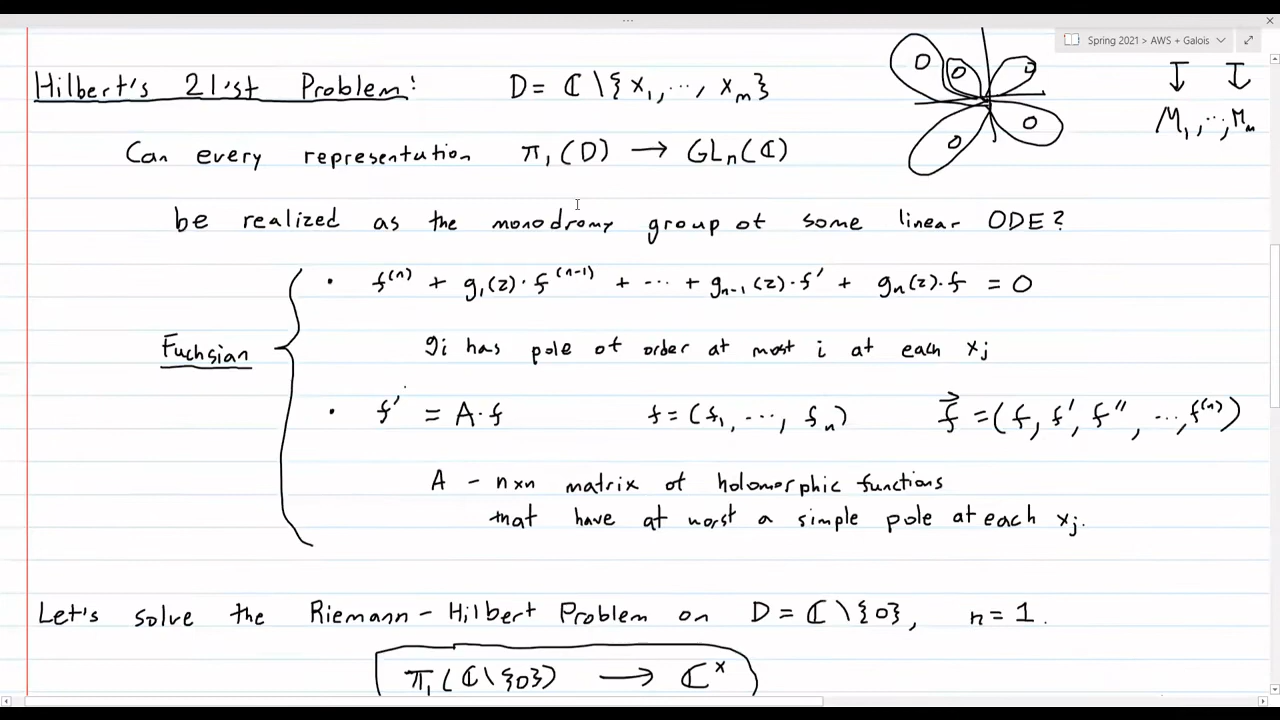 Spring 2021 > AWS + Galois
Hilbert's 21'st Problem: D = ℂ \ {x₁, ..., xₘ}
M₁, ..., Mₘ
Can every representation π₁(D) → GLₙ(ℂ)
be realized as the monodromy group of some linear ODE?
Fuchsian
• f⁽ⁿ⁾ + g₁(z)·f⁽ⁿ⁻¹⁾ + ... + gₙ₋₁(z)·f' + gₙ(z)·f = 0
gᵢ has pole of order at most i at each xⱼ
• f' = A·f f = (f₁, ..., fₙ) f⃗ = (f, f', f'', ..., f⁽ⁿ⁾)
A - n×n matrix of holomorphic functions
that have at worst a simple pole at each xⱼ.
Let's solve the Riemann-Hilbert Problem on D = ℂ \ {0}, n = 1.
π₁(ℂ \ {0}) → ℂˣ